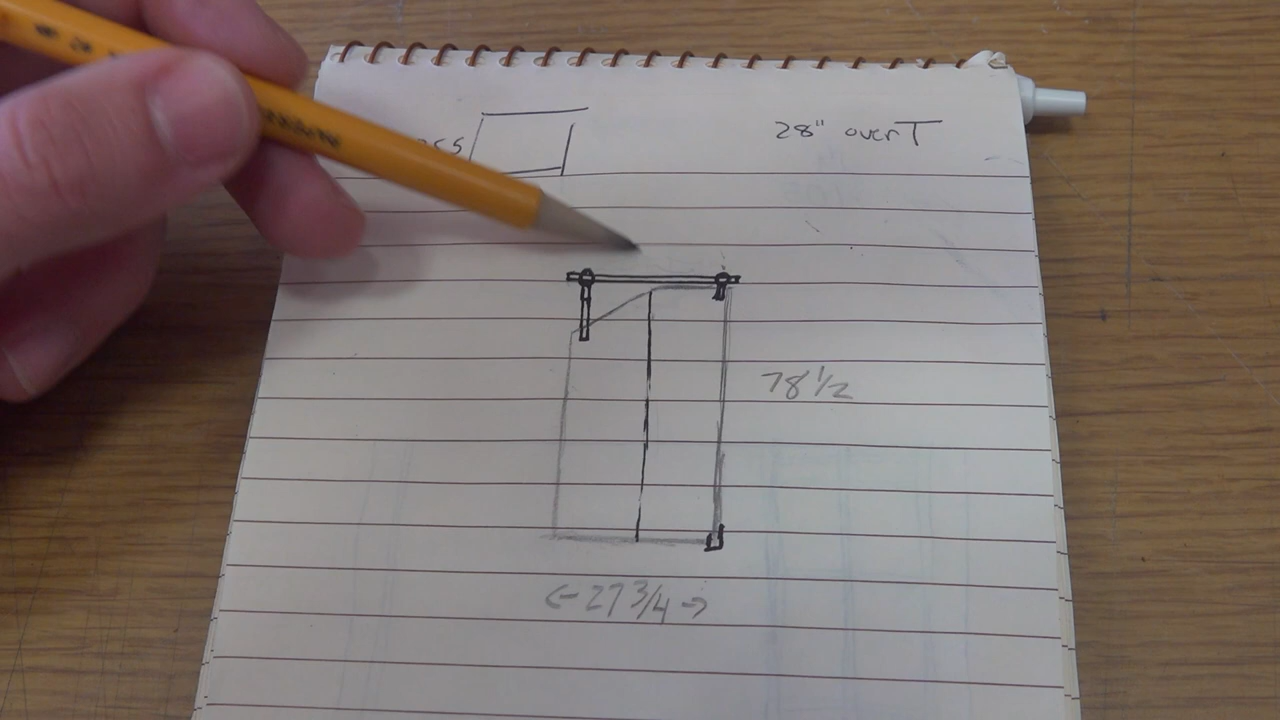 28" over T
78 1/2
← 27 3/4 →